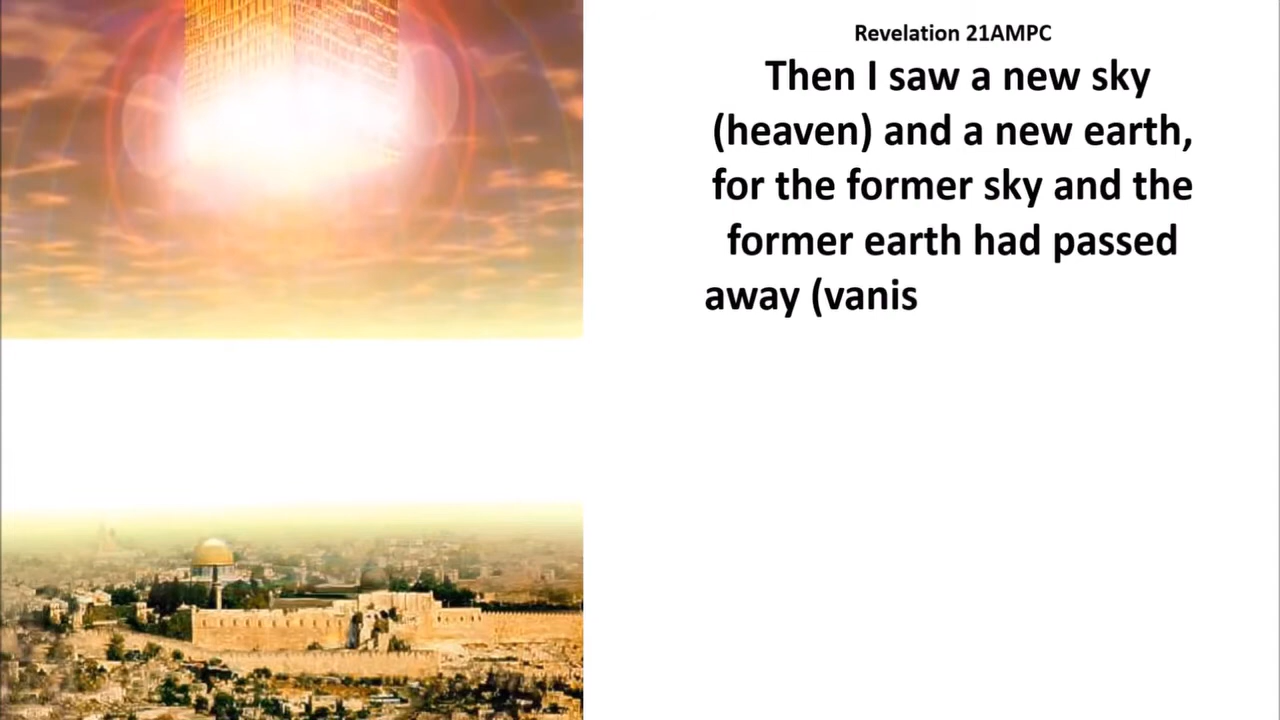 Revelation 21AMPC
Then I saw a new sky
(heaven) and a new earth,
for the former sky and the
former earth had passed
away (vanis